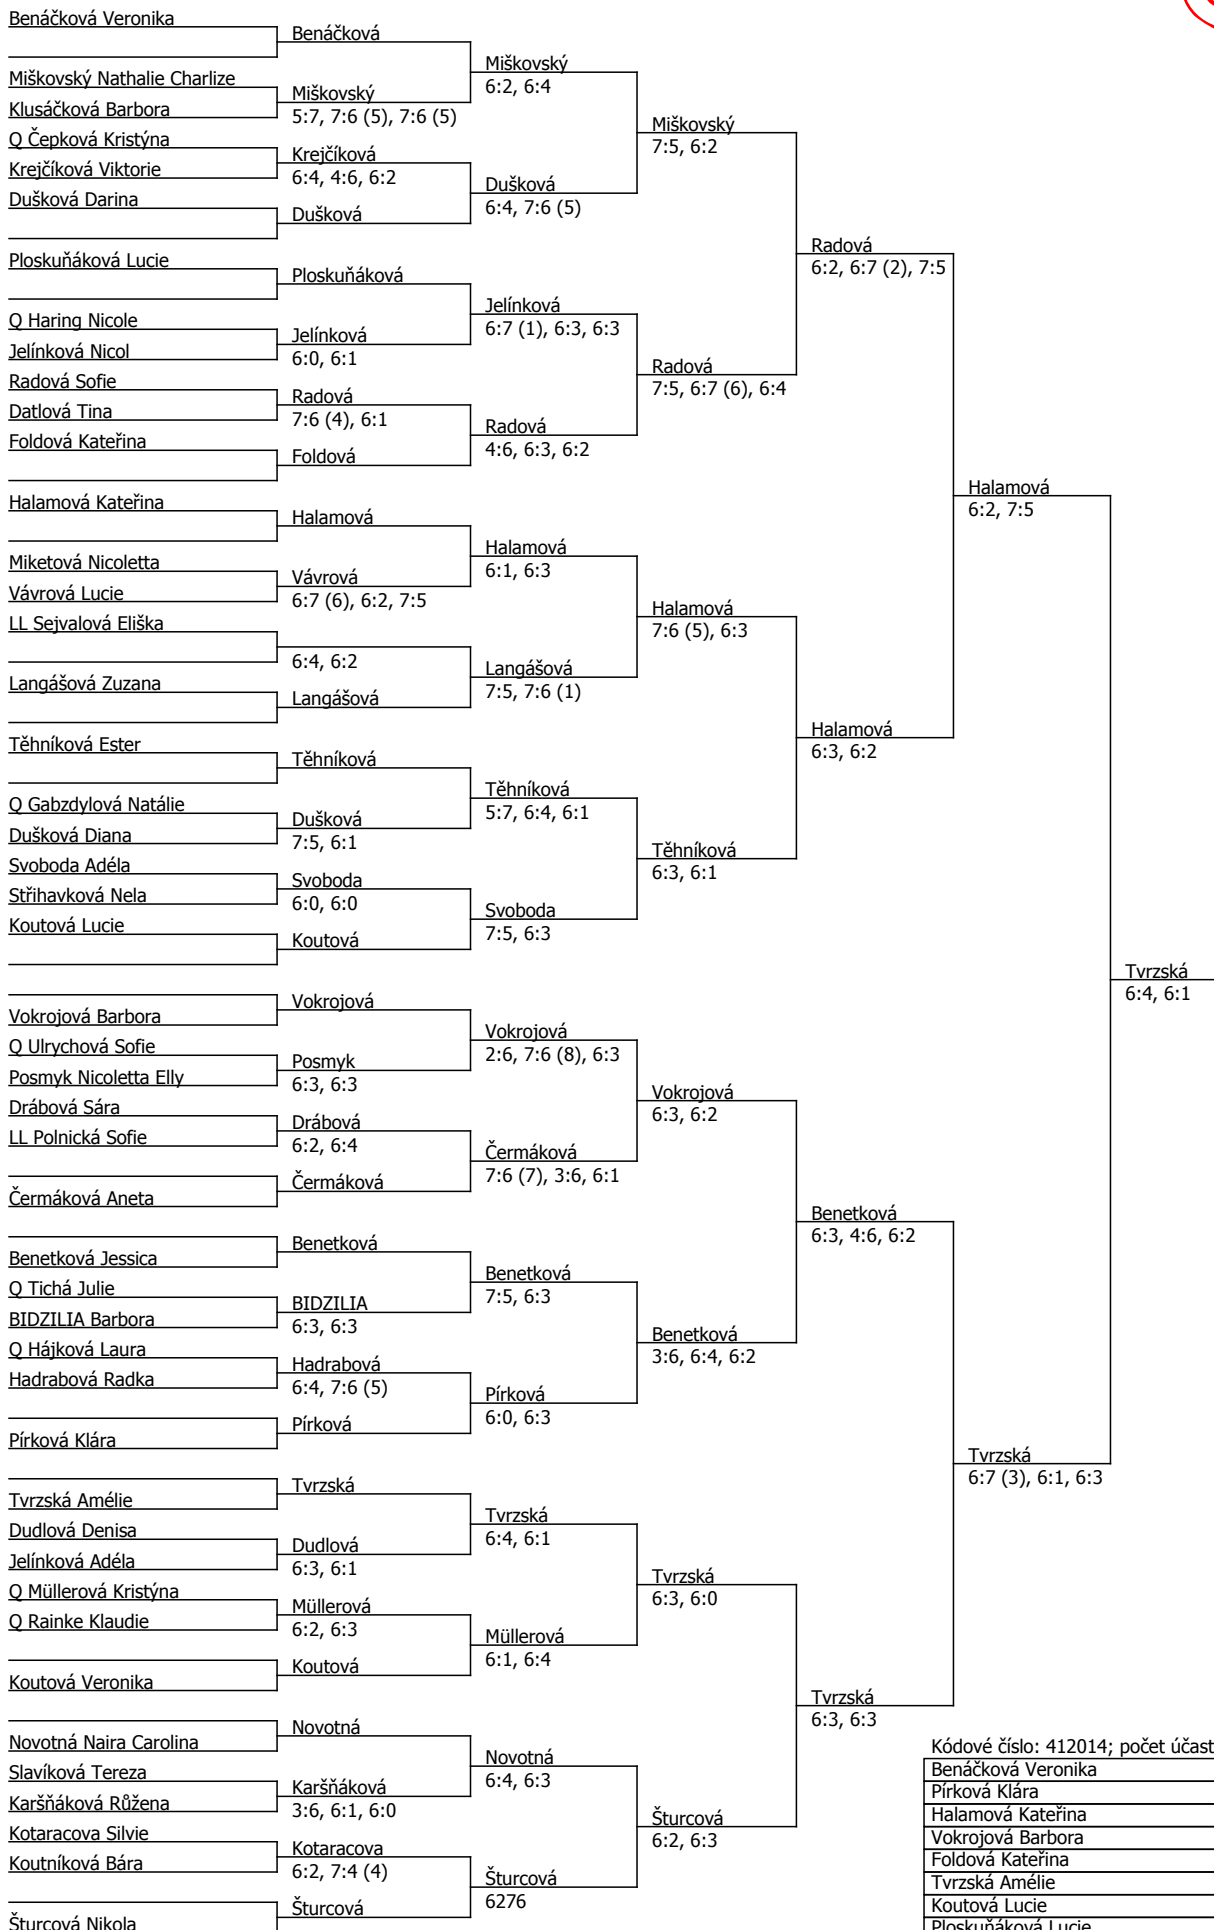 Benáčková Veronika
Miškovský Nathalie Charlize
Klusáčková Barbora
Q Čepková Kristýna
Krejčíková Viktorie
Dušková Darina
Ploskuňáková Lucie
Q Haring Nicole
Jelínková Nicol
Radová Sofie
Datlová Tina
Foldová Kateřina
Halamová Kateřina
Miketová Nicoletta
Vávrová Lucie
LL Sejvalová Eliška
Langášová Zuzana
Těhníková Ester
Q Gabzdylová Natálie
Dušková Diana
Svoboda Adéla
Střihavková Nela
Koutová Lucie
Vokrojová Barbora
Q Ulrychová Sofie
Posmyk Nicoletta Elly
Drábová Sára
LL Polnická Sofie
Čermáková Aneta
Benetková Jessica
Q Tichá Julie
BIDZILIA Barbora
Q Hájková Laura
Hadrabová Radka
Pírková Klára
Tvrzská Amélie
Dudlová Denisa
Jelínková Adéla
Q Müllerová Kristýna
Q Rainke Klaudie
Koutová Veronika
Novotná Naira Carolina
Slavíková Tereza
Karšňáková Růžena
Kotaracova Silvie
Koutníková Bára
Šturcová Nikola
Benáčková
Miškovský
5:7, 7:6 (5), 7:6 (5)
Krejčíková
6:4, 4:6, 6:2
Dušková
Ploskuňáková
Jelínková
6:0, 6:1
Radová
7:6 (4), 6:1
Foldová
Halamová
Vávrová
6:7 (6), 6:2, 7:5
6:4, 6:2
Langášová
Těhníková
Dušková
7:5, 6:1
Svoboda
6:0, 6:0
Koutová
Vokrojová
Posmyk
6:3, 6:3
Drábová
6:2, 6:4
Čermáková
Benetková
BIDZILIA
6:3, 6:3
Hadrabová
6:4, 7:6 (5)
Pírková
Tvrzská
Dudlová
6:3, 6:1
Müllerová
6:2, 6:3
Koutová
Novotná
Karšňáková
3:6, 6:1, 6:0
Kotaracova
6:2, 7:4 (4)
Šturcová
Miškovský
6:2, 6:4
Dušková
6:4, 7:6 (5)
Jelínková
6:7 (1), 6:3, 6:3
Radová
4:6, 6:3, 6:2
Halamová
6:1, 6:3
Langášová
7:5, 7:6 (1)
Těhníková
5:7, 6:4, 6:1
Svoboda
7:5, 6:3
Vokrojová
2:6, 7:6 (8), 6:3
Čermáková
7:6 (7), 3:6, 6:1
Benetková
7:5, 6:3
Pírková
6:0, 6:3
Tvrzská
6:4, 6:1
Müllerová
6:1, 6:4
Novotná
6:4, 6:3
Šturcová
6276
Miškovský
7:5, 6:2
Radová
7:5, 6:7 (6), 6:4
Halamová
7:6 (5), 6:3
Těhníková
6:3, 6:1
Vokrojová
6:3, 6:2
Benetková
3:6, 6:4, 6:2
Tvrzská
6:3, 6:0
Šturcová
6:2, 6:3
Radová
6:2, 6:7 (2), 7:5
Halamová
6:3, 6:2
Benetková
6:3, 4:6, 6:2
Tvrzská
6:3, 6:3
Halamová
6:2, 7:5
Tvrzská
6:7 (3), 6:1, 6:3
Tvrzská
6:4, 6:1
Kódové číslo: 412014; počet účast
Benáčková Veronika
Pírková Klára
Halamová Kateřina
Vokrojová Barbora
Foldová Kateřina
Tvrzská Amélie
Koutová Lucie
Ploskuňáková Lucie